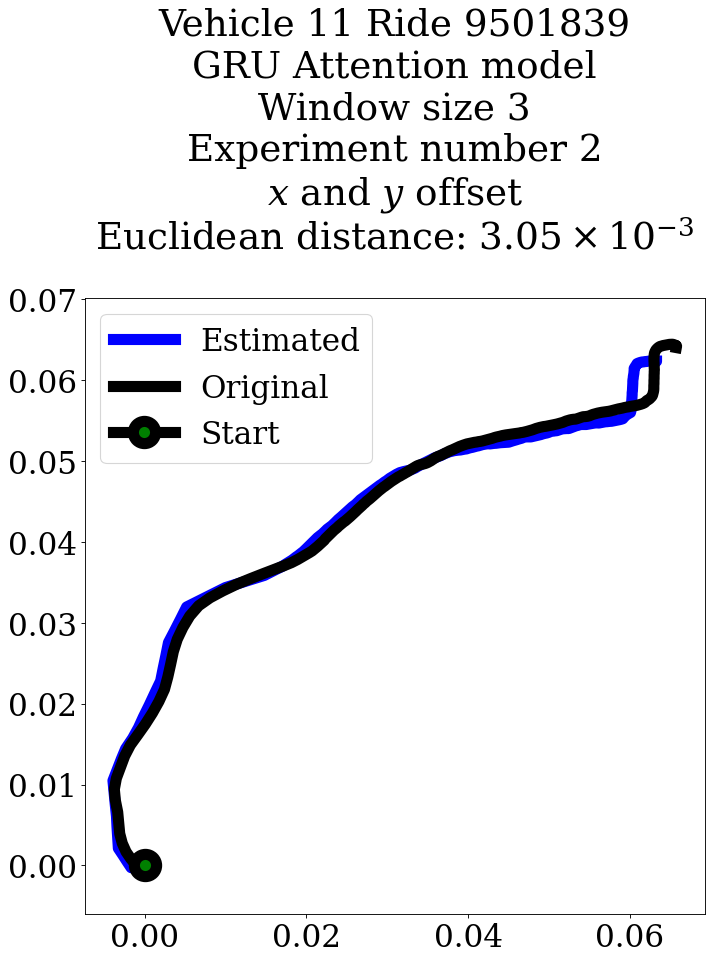 Vehicle 11 Ride 9501839
GRU Attention model
Window size 3
Experiment number 2
x and y offset
Euclidean distance: 3.05 × 10⁻³
0.07
0.06
0.05
0.04
0.03
0.02
0.01
0.00
Estimated
Original
Start
0.00 0.02 0.04 0.06